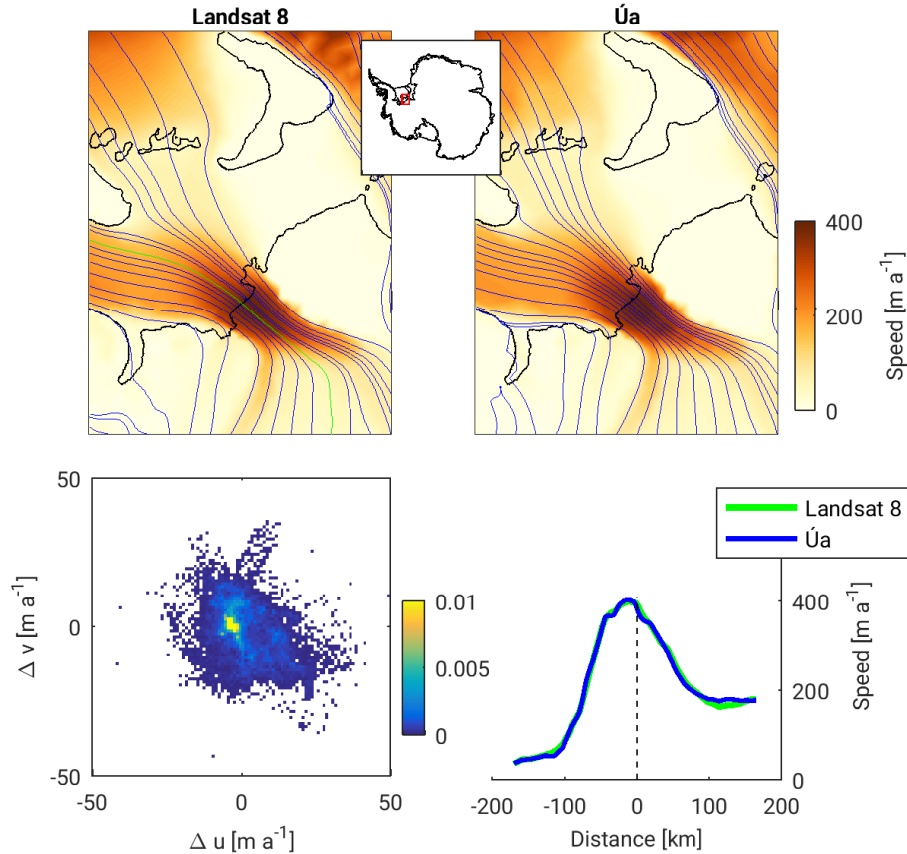 Landsat 8
Úa
400
200
0
Speed [m a⁻¹]
50
0
-50
Δ v [m a⁻¹]
-50
0
50
Δ u [m a⁻¹]
0.01
0.005
0
Landsat 8
Úa
400
200
0
Speed [m a⁻¹]
-200
-100
0
100
200
Distance [km]